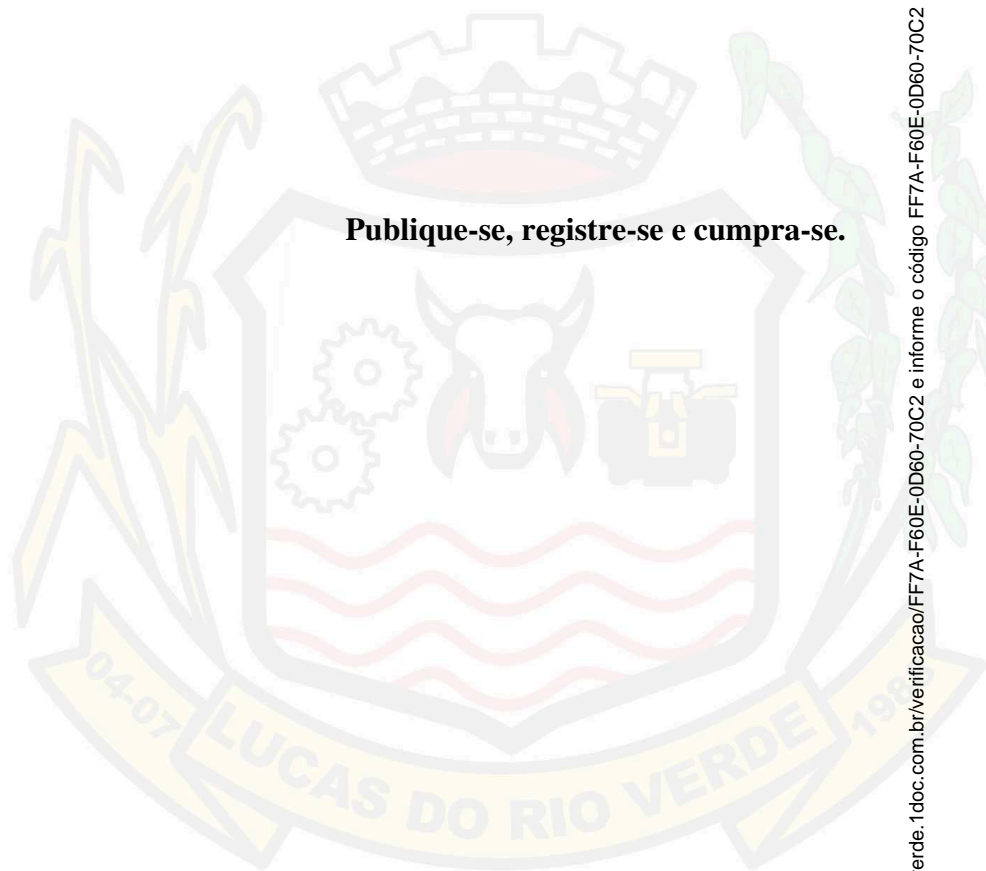 Publique-se, registre-se e cumpra-se.
04-07 LUCAS DO RIO VERDE 1988
erde.1doc.com.br/verificacao/FF7A-F60E-0D60-70C2 e informe o código FF7A-F60E-0D60-70C2